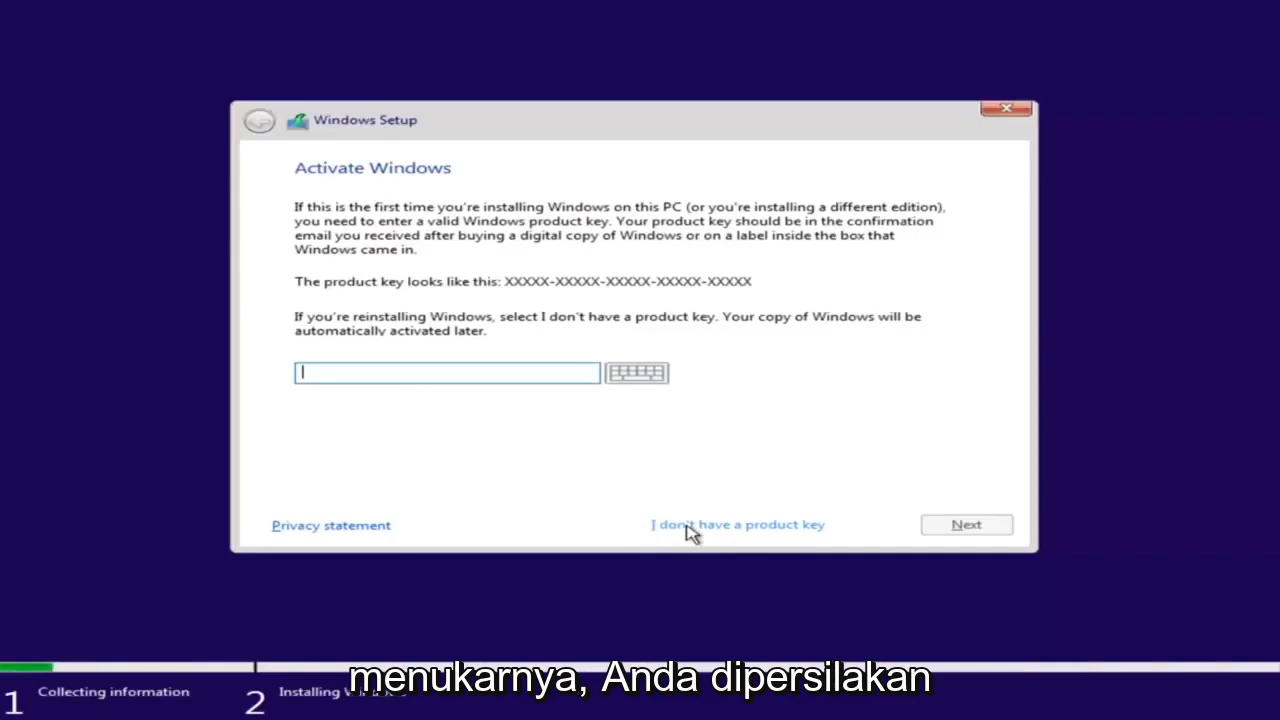 Windows Setup
Activate Windows
If this is the first time you're installing Windows on this PC (or you're installing a different edition),
you need to enter a valid Windows product key. Your product key should be in the confirmation
email you received after buying a digital copy of Windows or on a label inside the box that
Windows came in.
The product key looks like this: XXXXX-XXXXX-XXXXX-XXXXX-XXXXX
If you're reinstalling Windows, select I don't have a product key. Your copy of Windows will be
automatically activated later.
Privacy statement
I don't have a product key
Next
menukarnya, Anda dipersilakan
1 Collecting information
2 Installing